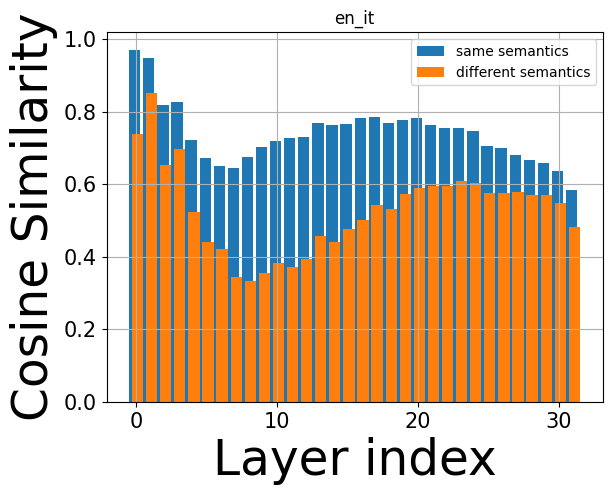 en_it
same semantics
different semantics
Cosine Similarity
1.0
0.8
0.6
0.4
0.2
0.0
0 10 20 30
Layer index